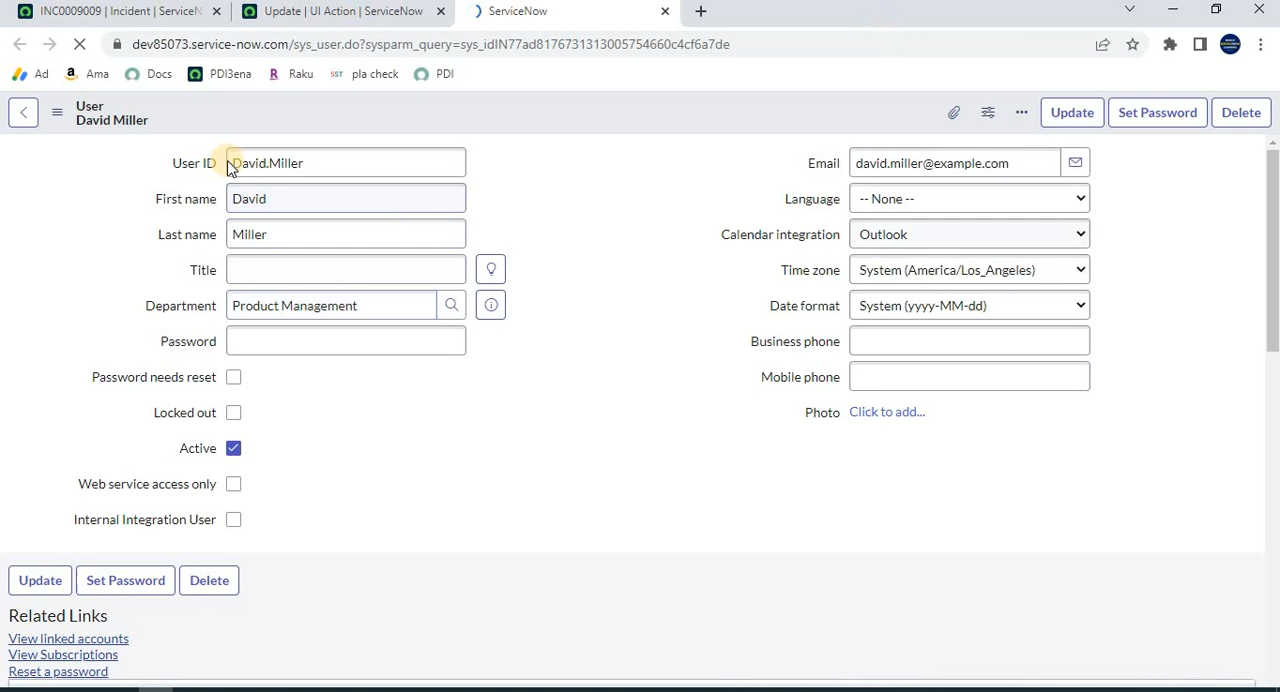 INC0009009 | Incident | ServiceN
Update | UI Action | ServiceNow
ServiceNow
dev85073.service-now.com/sys_user.do?sysparm_query=sys_idIN77ad8176731313005754660c4cf6a7de
Ad
Ama
Docs
PDI3ena
Raku
SST pla check
PDI
User
David Miller
Update
Set Password
Delete
User ID David.Miller
First name David
Last name Miller
Title
Department Product Management
Password
Password needs reset
Locked out
Active
Web service access only
Internal Integration User
Email david.miller@example.com
Language -- None --
Calendar integration Outlook
Time zone System (America/Los_Angeles)
Date format System (yyyy-MM-dd)
Business phone
Mobile phone
Photo Click to add...
Update
Set Password
Delete
Related Links
View linked accounts
View Subscriptions
Reset a password